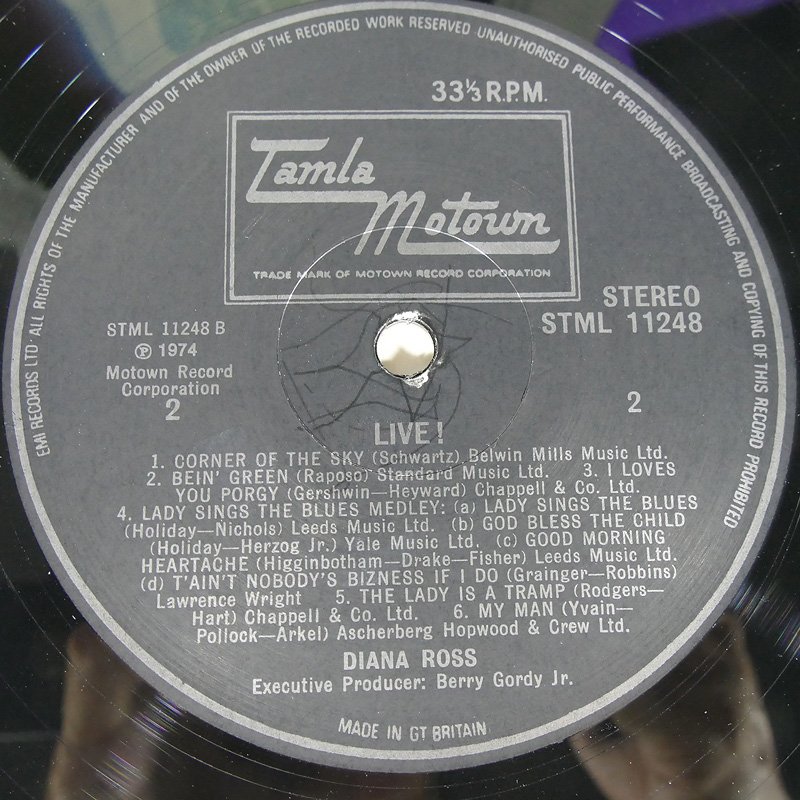 EMI RECORDS LTD ALL RIGHTS OF THE MANUFACTURER AND OF THE OWNER OF THE RECORDED WORK RESERVED UNAUTHORISED PUBLIC PERFORMANCE BROADCASTING AND COPYING OF THIS RECORD PROHIBITED
33⅓ R.P.M.
Tamla
Motown
TRADE MARK OF MOTOWN RECORD CORPORATION
STEREO
STML 11248
STML 11248 B
℗ 1974
Motown Record
Corporation
2
2
LIVE!
1. CORNER OF THE SKY (Schwartz) Belwin Mills Music Ltd.
2. BEIN' GREEN (Raposo) Standard Music Ltd. 3. I LOVES
YOU PORGY (Gershwin—Heyward) Chappell & Co. Ltd.
4. LADY SINGS THE BLUES MEDLEY: (a) LADY SINGS THE BLUES
(Holiday—Nichols) Leeds Music Ltd. (b) GOD BLESS THE CHILD
(Holiday—Herzog Jr.) Yale Music Ltd. (c) GOOD MORNING
HEARTACHE (Higginbotham—Drake—Fisher) Leeds Music Ltd.
(d) T'AIN'T NOBODY'S BIZNESS IF I DO (Grainger—Robbins)
Lawrence Wright 5. THE LADY IS A TRAMP (Rodgers—
Hart) Chappell & Co. Ltd. 6. MY MAN (Yvain—
Pollock—Arkel) Ascherberg Hopwood & Crew Ltd.
DIANA ROSS
Executive Producer: Berry Gordy Jr.
MADE IN GT BRITAIN